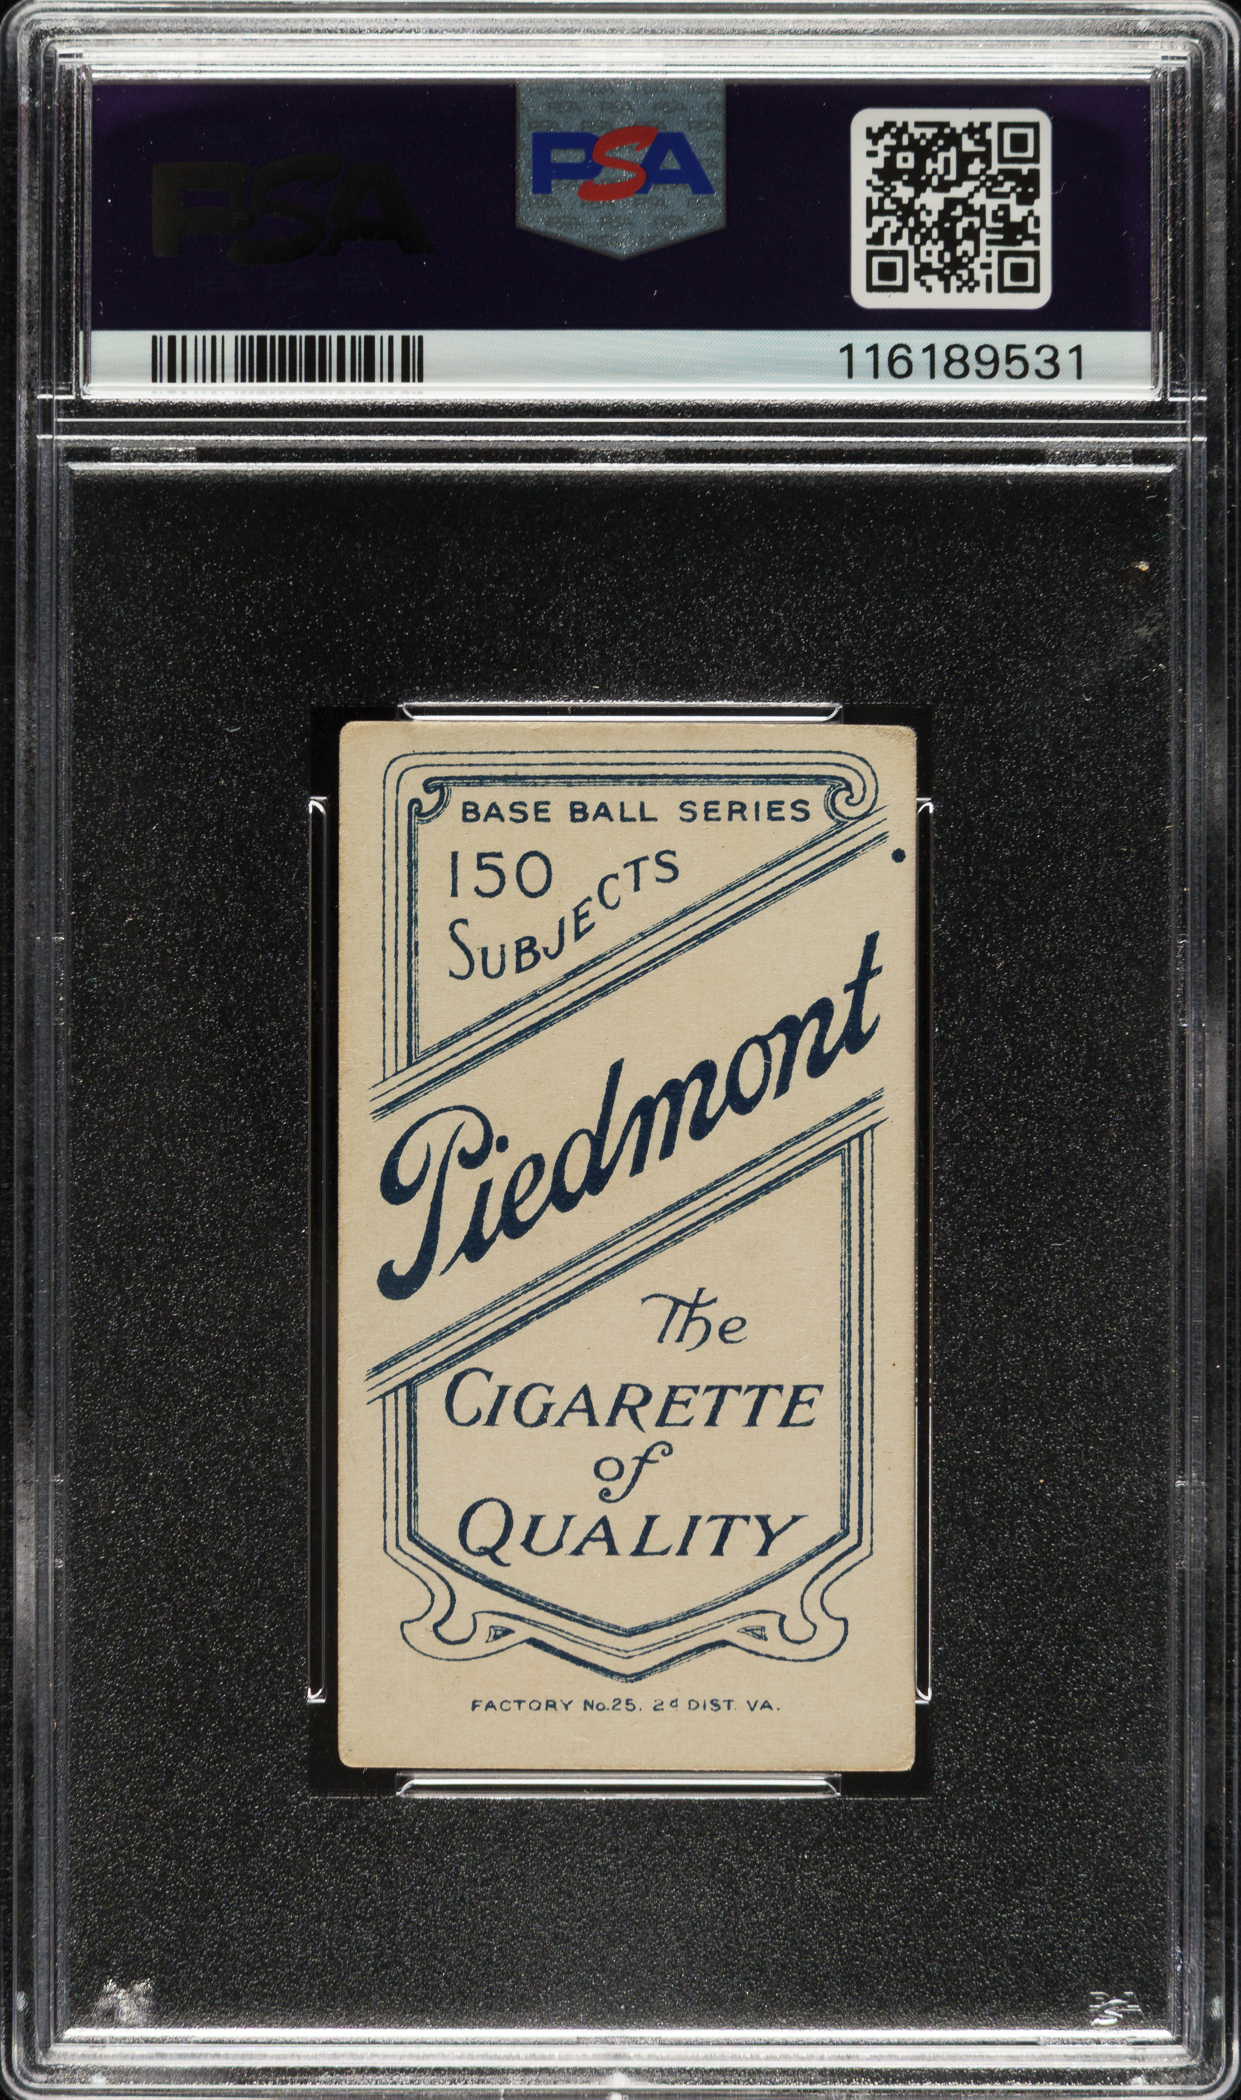 PSA
PSA
116189531
BASE BALL SERIES
150
SUBJECTS
Piedmont
The
CIGARETTE
of
QUALITY
FACTORY No.25. 2d DIST. VA.
PSA